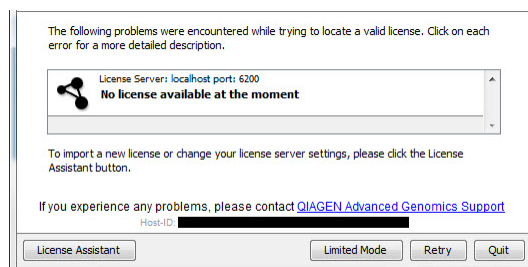 The following problems were encountered while trying to locate a valid license. Click on each
error for a more detailed description.
License Server: localhost port: 6200
No license available at the moment
To import a new license or change your license server settings, please click the License
Assistant button.
If you experience any problems, please contact QIAGEN Advanced Genomics Support
Host-ID:
License Assistant
Limited Mode
Retry
Quit